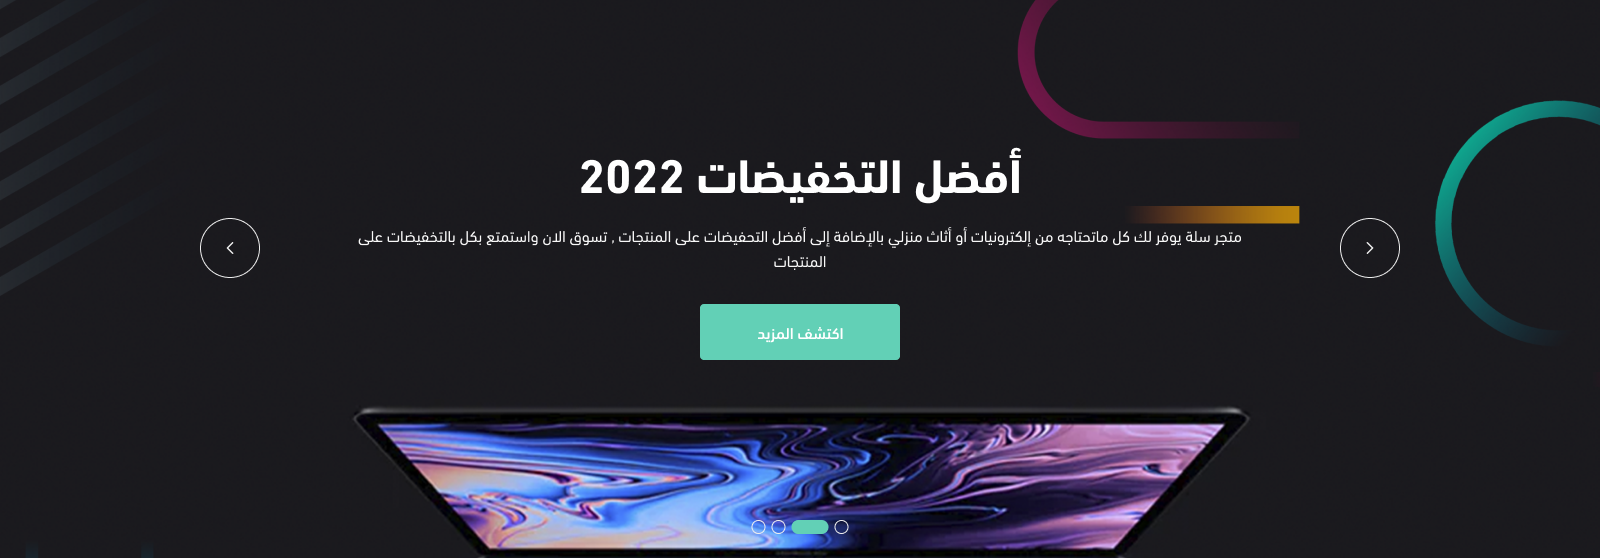 أفضل التخفيضات 2022
متجر سلة يوفر لك كل ماتحتاجه من إلكترونيات أو أثاث منزلي بالإضافة إلى أفضل التحفيضات على المنتجات , تسوق الان واستمتع بكل بالتخفيضات على
المنتجات
اكتشف المزيد